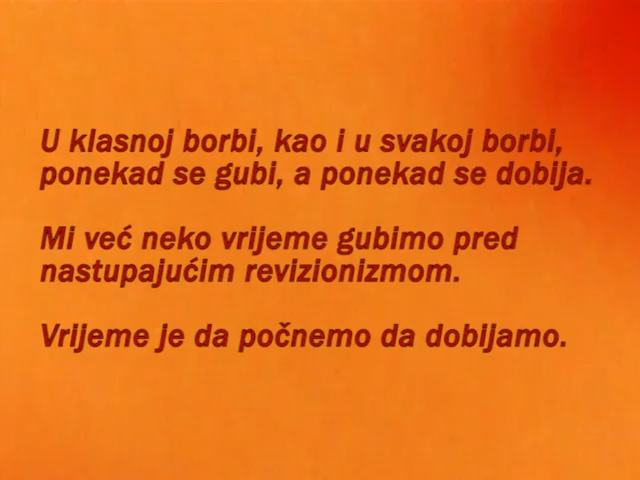 U klasnoj borbi, kao i u svakoj borbi,
ponekad se gubi, a ponekad se dobija.
Mi već neko vrijeme gubimo pred
nastupajućim revizionizmom.
Vrijeme je da počnemo da dobijamo.